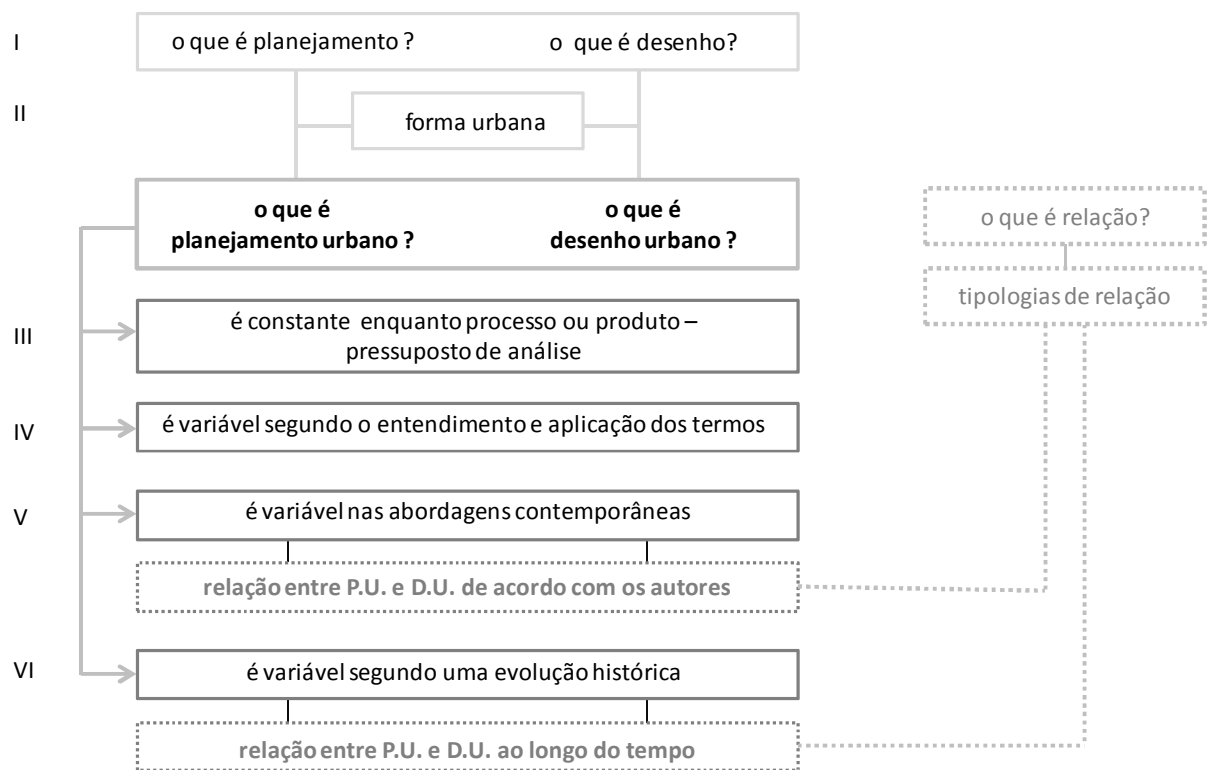 I
o que é planejamento ?
o que é desenho?
II
forma urbana
o que é
planejamento urbano ?
o que é
desenho urbano ?
o que é relação?
tipologias de relação
III
é constante enquanto processo ou produto –
pressuposto de análise
IV
é variável segundo o entendimento e aplicação dos termos
V
é variável nas abordagens contemporâneas
relação entre P.U. e D.U. de acordo com os autores
VI
é variável segundo uma evolução histórica
relação entre P.U. e D.U. ao longo do tempo